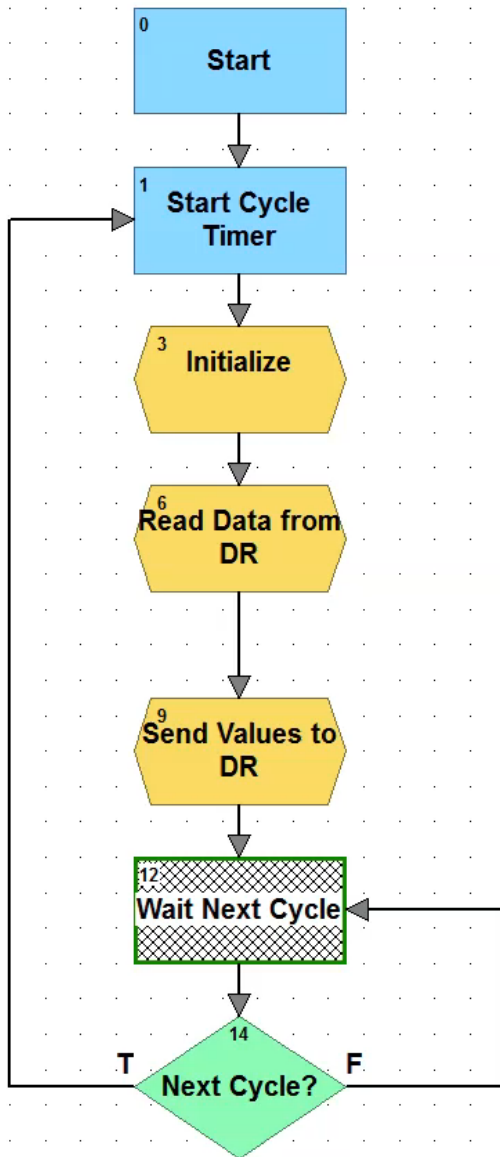 0
Start
1
Start Cycle
Timer
3
Initialize
6
Read Data from
DR
9
Send Values to
DR
12
Wait Next Cycle
14
T
F
Next Cycle?